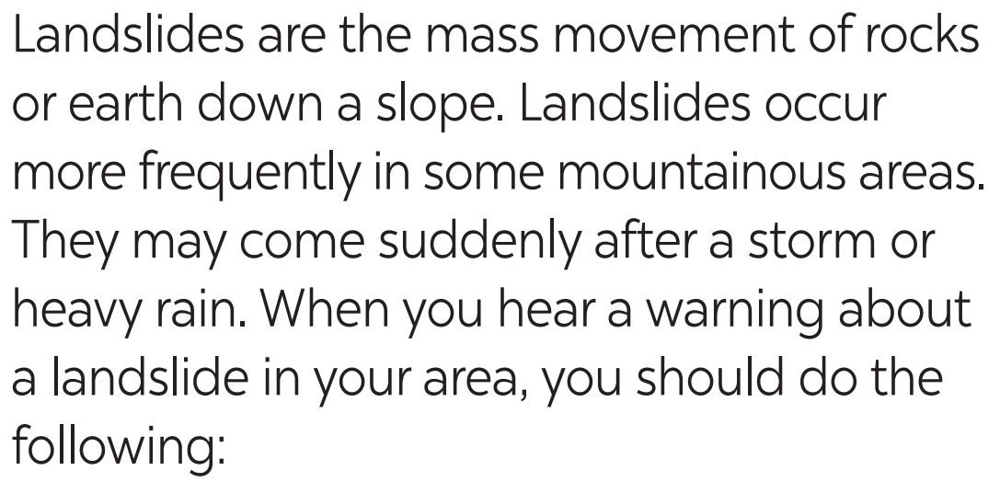 Landslides are the mass movement of rocks
or earth down a slope. Landslides occur
more frequently in some mountainous areas.
They may come suddenly after a storm or
heavy rain. When you hear a warning about
a landslide in your area, you should do the
following: